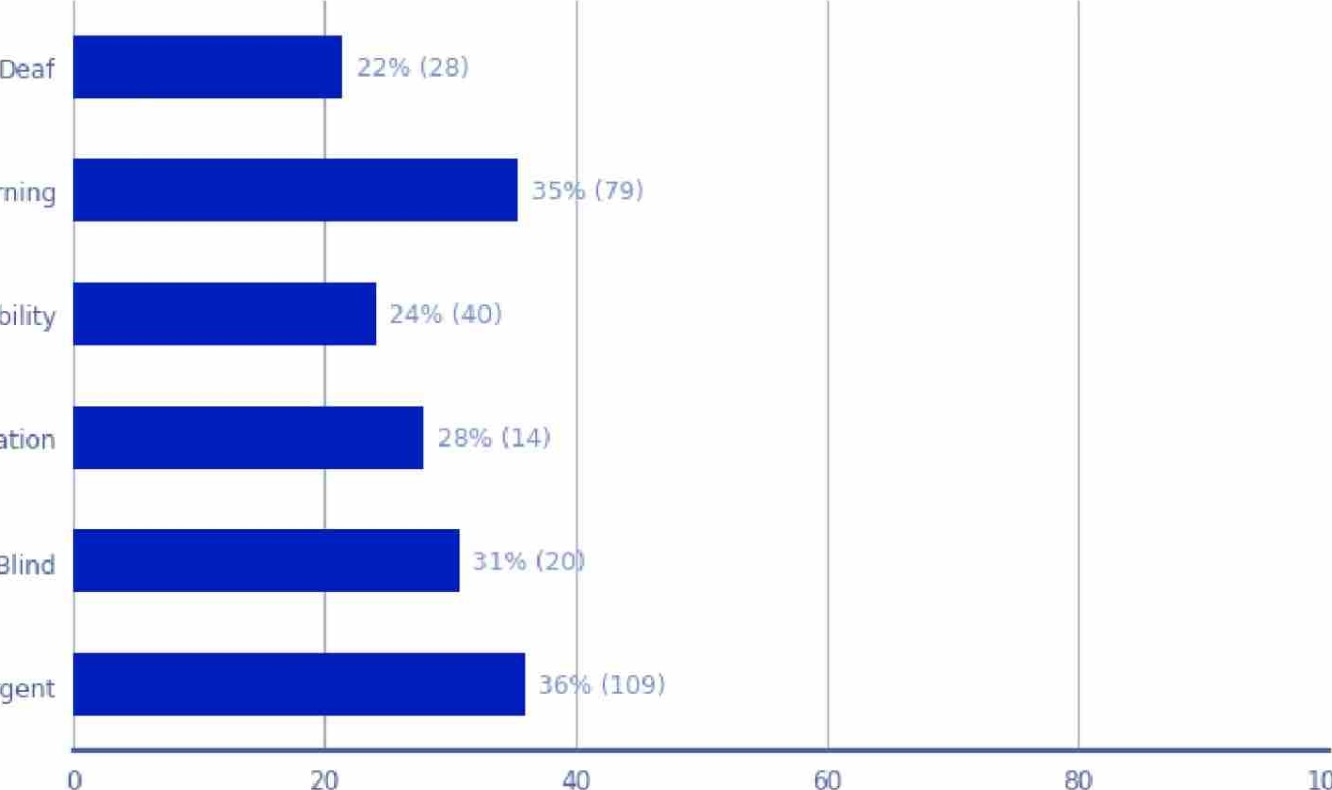 Deaf 22% (28)
rning 35% (79)
bility 24% (40)
ation 28% (14)
Blind 31% (20)
gent 36% (109)
0 20 40 60 80 10